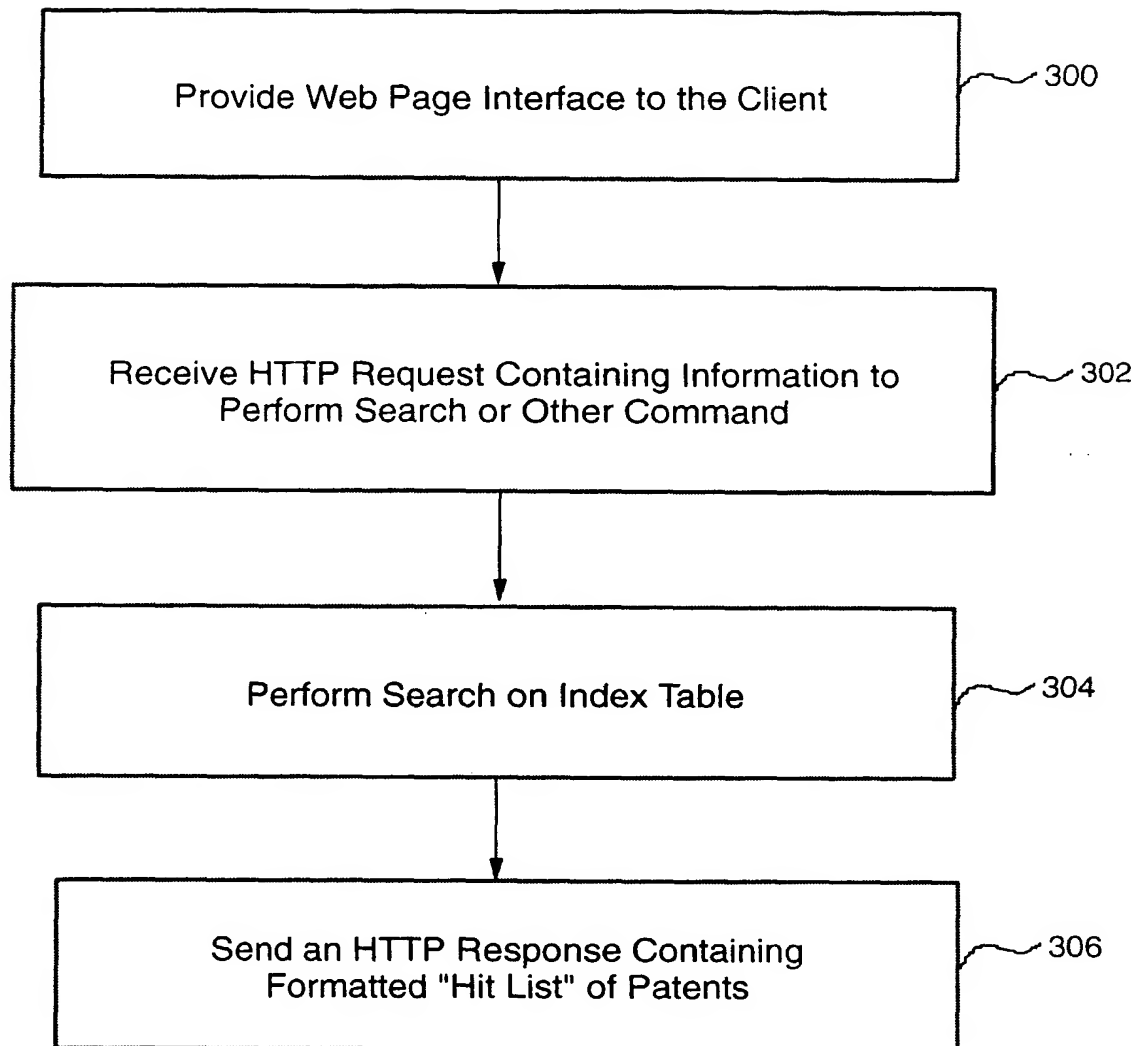 Provide Web Page Interface to the Client
300
Receive HTTP Request Containing Information to
Perform Search or Other Command
302
Perform Search on Index Table
304
Send an HTTP Response Containing
Formatted "Hit List" of Patents
306